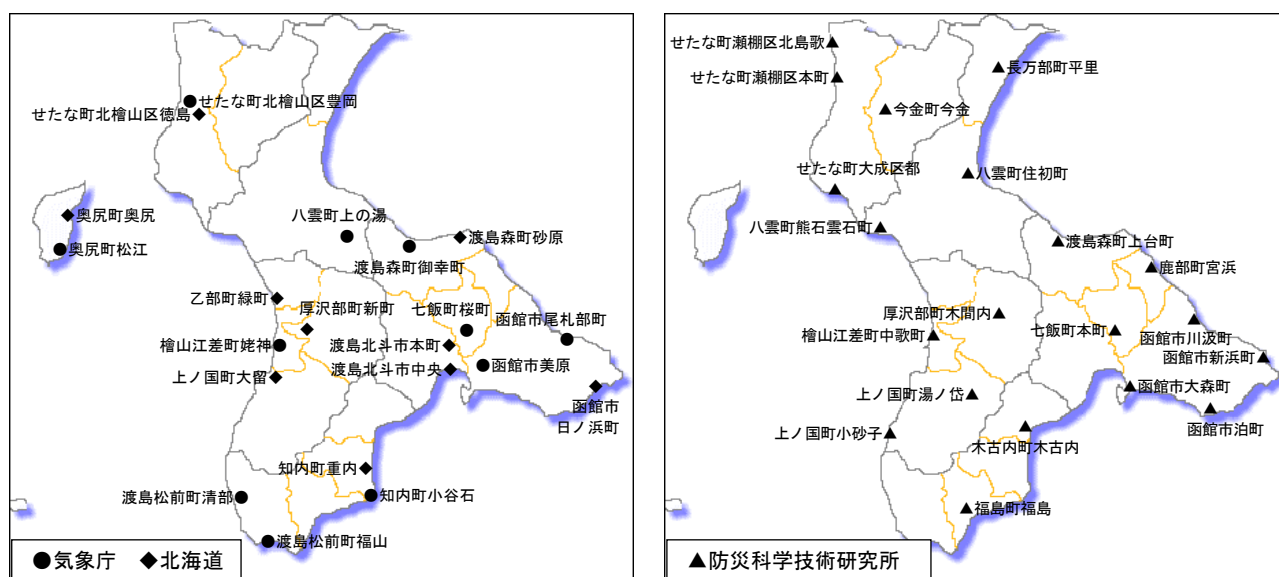 せたな町北檜山区豊岡
せたな町北檜山区徳島
奥尻町奥尻
奥尻町松江
八雲町上の湯
渡島森町砂原
渡島森町御幸町
乙部町緑町
厚沢部町新町
七飯町桜町
函館市尾札部町
檜山江差町姥神
渡島北斗市本町
上ノ国町大留
渡島北斗市中央
函館市美原
函館市
日ノ浜町
知内町重内
渡島松前町清部
知内町小谷石
渡島松前町福山
●気象庁 ◆北海道
せたな町瀬棚区北島歌
長万部町平里
せたな町瀬棚区本町
今金町今金
せたな町大成区都
八雲町住初町
八雲町熊石雲石町
渡島森町上台町
鹿部町宮浜
厚沢部町木間内
七飯町本町
檜山江差町中歌町
函館市川汲町
函館市新浜町
函館市大森町
上ノ国町湯ノ岱
函館市泊町
上ノ国町小砂子
木古内町木古内
福島町福島
▲防災科学技術研究所